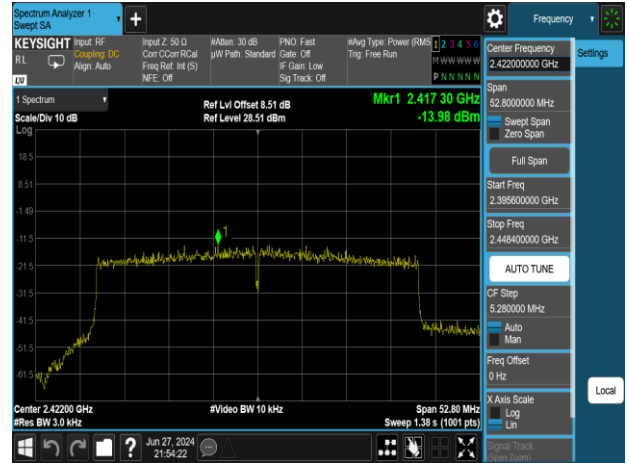 Spectrum Analyzer 1
Swept SA
Frequency
KEYSIGHT
RL
LXI
Input: RF
Coupling: DC
Align: Auto
Input Z: 50 Ω
Corr CCorr RCal
Freq Ref: Int (S)
NFE: Off
#Atten: 30 dB
µW Path: Standard
PNO: Fast
Gate: Off
IF Gain: Low
Sig Track: Off
#Avg Type: Power (RMS
Trig: Free Run
1 2 3 4 5 6
M W W W W W
P N N N N N
1 Spectrum
Scale/Div 10 dB
Log
Ref Lvl Offset 8.51 dB
Ref Level 28.51 dBm
Mkr1 2.417 30 GHz
-13.98 dBm
18.5
8.51
-1.49
-11.5
-21.5
-31.5
-41.5
-51.5
-61.5
1
Center 2.42200 GHz
#Res BW 3.0 kHz
#Video BW 10 kHz
Span 52.80 MHz
Sweep 1.38 s (1001 pts)
?
Jun 27, 2024
21:54:22
Center Frequency
2.422000000 GHz
Settings
Span
52.8000000 MHz
Swept Span
Zero Span
Full Span
Start Freq
2.395600000 GHz
Stop Freq
2.448400000 GHz
AUTO TUNE
CF Step
5.280000 MHz
Auto
Man
Freq Offset
0 Hz
X Axis Scale
Log
Lin
Local
Signal Track
(Span Zoom)